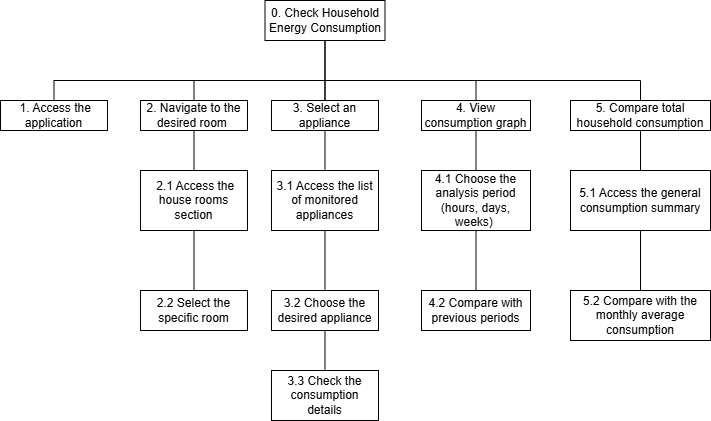 0. Check Household
Energy Consumption
1. Access the
application
2. Navigate to the
desired room
3. Select an
appliance
4. View
consumption graph
5. Compare total
household consumption
2.1 Access the
house rooms
section
3.1 Access the list
of monitored
appliances
4.1 Choose the
analysis period
(hours, days,
weeks)
5.1 Access the general
consumption summary
2.2 Select the
specific room
3.2 Choose the
desired appliance
4.2 Compare with
previous periods
5.2 Compare with the
monthly average
consumption
3.3 Check the
consumption
details